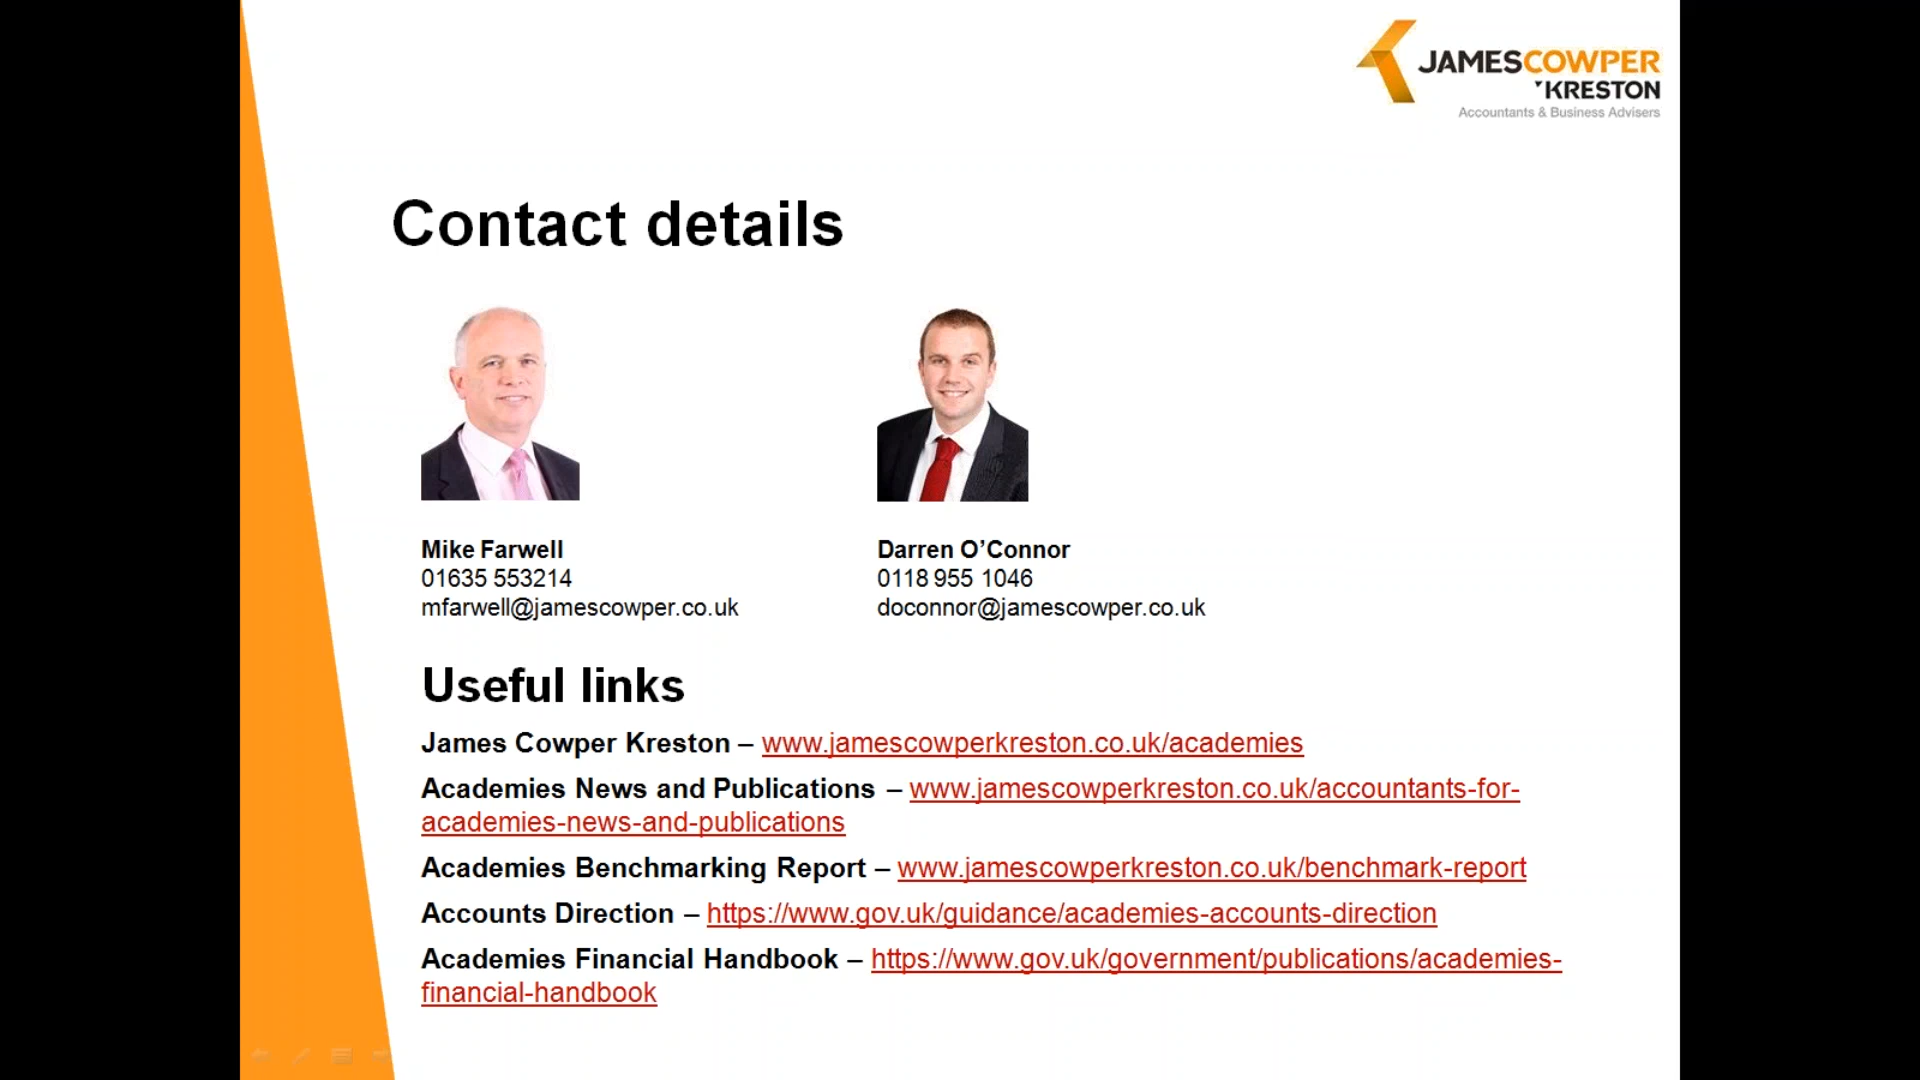 JAMESCOWPER
KRESTON
Accountants & Business Advisers
Contact details
Mike Farwell
01635 553214
mfarwell@jamescowper.co.uk
Darren O’Connor
0118 955 1046
doconnor@jamescowper.co.uk
Useful links
James Cowper Kreston – www.jamescowperkreston.co.uk/academies
Academies News and Publications – www.jamescowperkreston.co.uk/accountants-for-
academies-news-and-publications
Academies Benchmarking Report – www.jamescowperkreston.co.uk/benchmark-report
Accounts Direction – https://www.gov.uk/guidance/academies-accounts-direction
Academies Financial Handbook – https://www.gov.uk/government/publications/academies-
financial-handbook